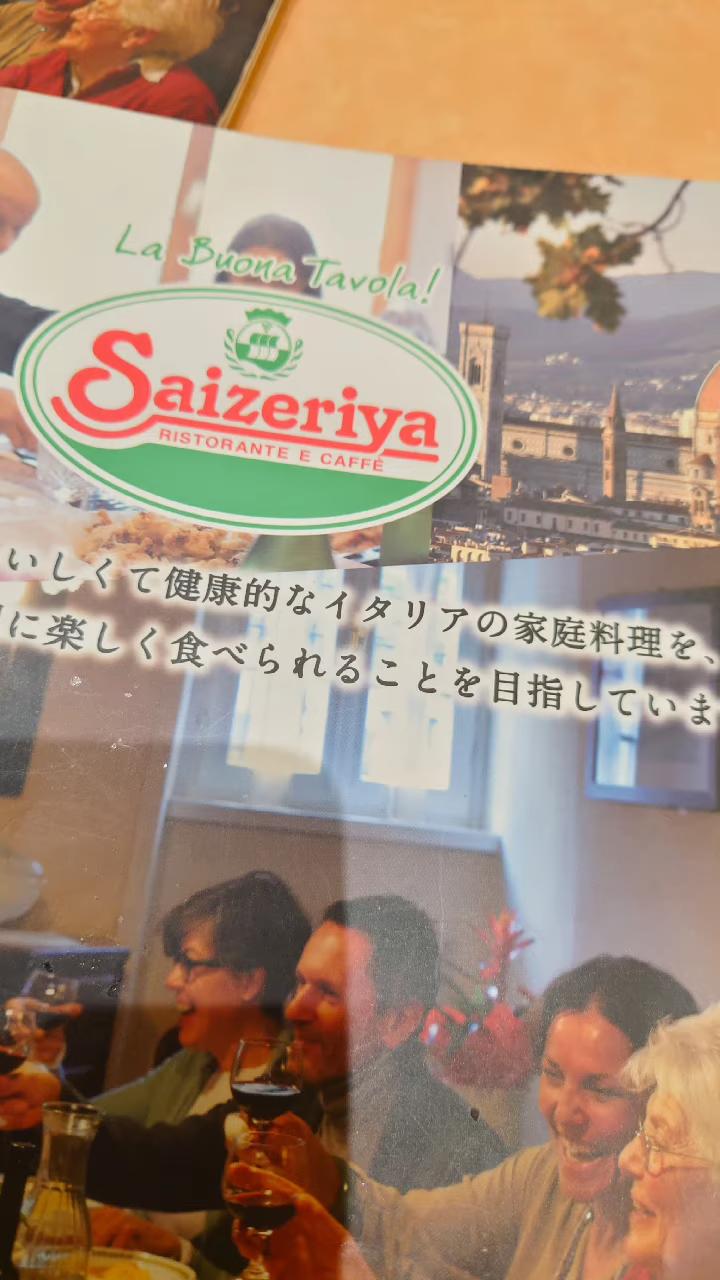 La Buona Tavola!
Saizeriya
RISTORANTE E CAFFÈ
いしくて健康的なイタリアの家庭料理を、
に楽しく食べられることを目指していま